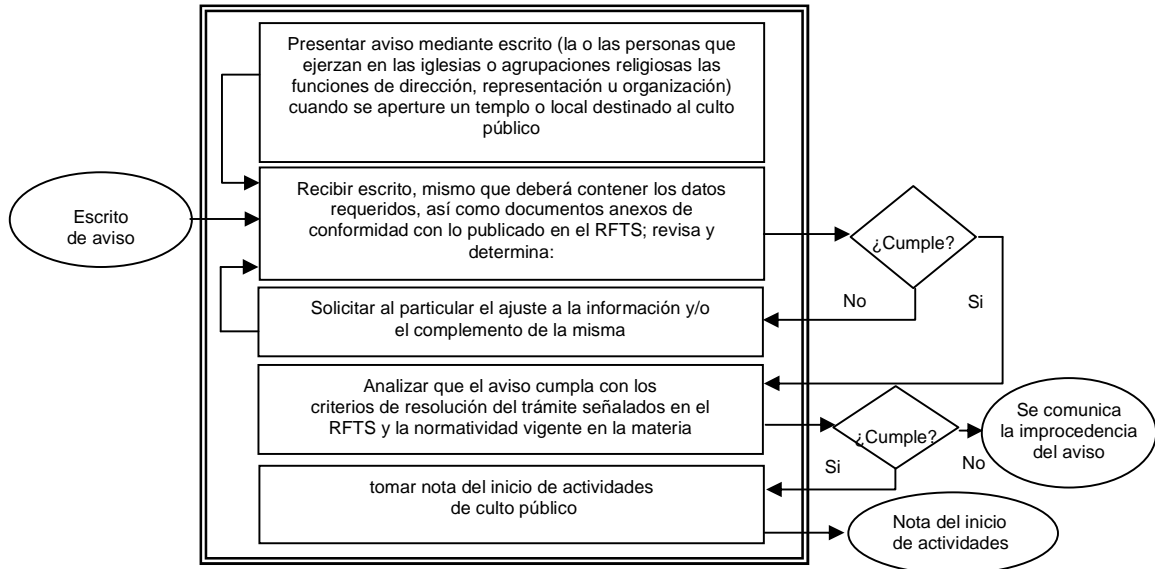 Presentar aviso mediante escrito (la o las personas que
ejerzan en las iglesias o agrupaciones religiosas las
funciones de dirección, representación u organización)
cuando se aperture un templo o local destinado al culto
público
Escrito
de aviso
Recibir escrito, mismo que deberá contener los datos
requeridos, así como documentos anexos de
conformidad con lo publicado en el RFTS; revisa y
determina:
¿Cumple?
No
Si
Solicitar al particular el ajuste a la información y/o
el complemento de la misma
Analizar que el aviso cumpla con los
criterios de resolución del trámite señalados en el
RFTS y la normatividad vigente en la materia
¿Cumple?
Si
No
Se comunica
la improcedencia
del aviso
tomar nota del inicio de actividades
de culto público
Nota del inicio
de actividades